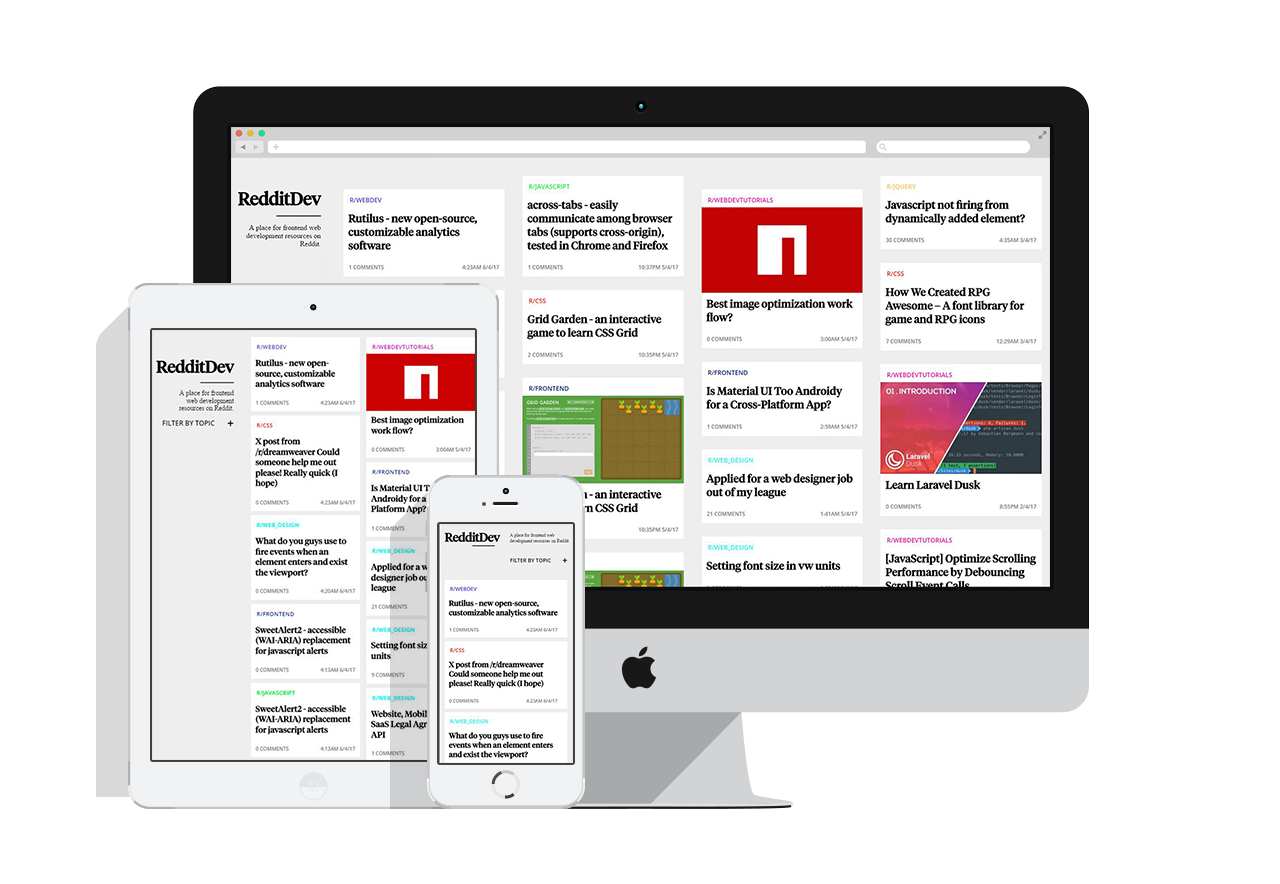 RedditDev
A place for frontend web
development resources on
Reddit.
R/WEBDEV
Rutilus - new open-source,
customizable analytics
software
1 COMMENTS 4:23AM 6/4/17
R/JAVASCRIPT
across-tabs - easily
communicate among browser
tabs (supports cross-origin),
tested in Chrome and Firefox
1 COMMENTS 10:37PM 5/4/17
R/CSS
Grid Garden - an interactive
game to learn CSS Grid
2 COMMENTS 10:35PM 5/4/17
R/FRONTEND
GRID GARDEN
- an interactive
n CSS Grid
10:35PM 5/4/17
R/WEBDEVTUTORIALS
Best image optimization work
flow?
0 COMMENTS 3:00AM 5/4/17
R/FRONTEND
Is Material UI Too Androidy
for a Cross-Platform App?
1 COMMENTS 2:59AM 5/4/17
R/WEB_DESIGN
Applied for a web designer job
out of my league
21 COMMENTS 1:41AM 5/4/17
R/WEB_DESIGN
Setting font size in vw units
R/JQUERY
Javascript not firing from
dynamically added element?
30 COMMENTS 4:35AM 3/4/17
R/CSS
How We Created RPG
Awesome – A font library for
game and RPG icons
7 COMMENTS 12:29AM 3/4/17
R/WEBDEVTUTORIALS
01. INTRODUCTION
Laravel
Dusk
Learn Laravel Dusk
0 COMMENTS 8:55PM 2/4/17
R/WEBDEVTUTORIALS
[JavaScript] Optimize Scrolling
Performance by Debouncing
Scroll Event Calls
RedditDev
A place for frontend
web development
resources on Reddit.
FILTER BY TOPIC +
R/WEBDEV
Rutilus - new open-
source, customizable
analytics software
1 COMMENTS 4:23AM 6/4/17
R/CSS
X post from
/r/dreamweaver Could
someone help me out
please! Really quick (I
hope)
0 COMMENTS 4:23AM 6/4/17
R/WEB_DESIGN
What do you guys use to
fire events when an
element enters and exist
the viewport?
0 COMMENTS 4:20AM 6/4/17
R/FRONTEND
SweetAlert2 - accessible
(WAI-ARIA) replacement
for javascript alerts
0 COMMENTS 4:13AM 6/4/17
R/JAVASCRIPT
SweetAlert2 - accessible
(WAI-ARIA) replacement
for javascript alerts
0 COMMENTS 4:13AM 6/4/17
R/WEBDEVTUTORIALS
Best image optimization
work flow?
0 COMMENTS 3:00AM 5/4/17
R/FRONTEND
Is Material UI
Androidy for a
Platform App?
1 COMMENTS
R/WEB_DESIGN
Applied for a w
designer job ou
league
21 COMMENTS
R/WEB_DESIGN
Setting font siz
units
9 COMMENTS
R/WEB_DESIGN
Website, Mobil
SaaS Legal Agr
API
1 COMMENTS
RedditDev
A place for frontend web
development resources on Reddit.
FILTER BY TOPIC +
R/WEBDEV
Rutilus - new open-source,
customizable analytics software
1 COMMENTS 4:23AM 6/4/17
R/CSS
X post from /r/dreamweaver
Could someone help me out
please! Really quick (I hope)
0 COMMENTS 4:23AM 6/4/17
R/WEB_DESIGN
What do you guys use to fire
events when an element enters
and exist the viewport?